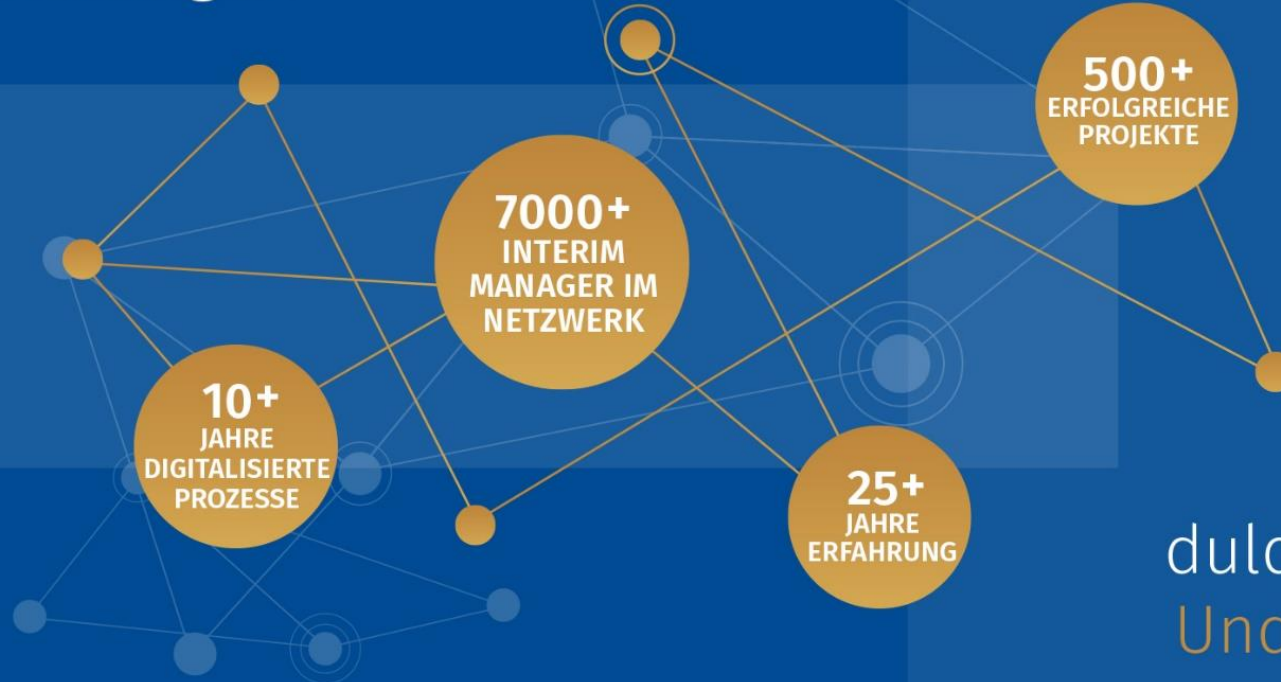 500+
ERFOLGREICHE
PROJEKTE
7000+
INTERIM
MANAGER IM
NETZWERK
10+
JAHRE
DIGITALISIERTE
PROZESSE
25+
JAHRE
ERFAHRUNG